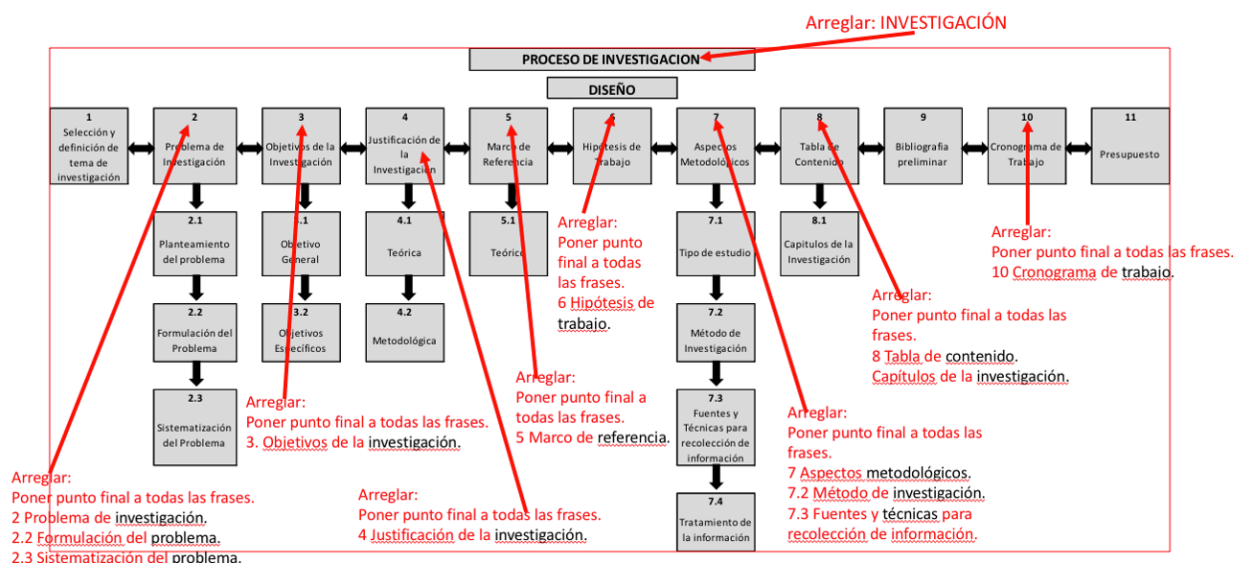 Arreglar: INVESTIGACIÓN
PROCESO DE INVESTIGACION
DISEÑO
1
Selección y
definición de
tema de
investigación
2
Problema de
Investigación
3
Objetivos de la
Investigación
4
Justificación de
la
Investigación
5
Marco de
Referencia
6
Hipótesis de
Trabajo
7
Aspectos
Metodológicos
8
Tabla de
Contenido
9
Bibliografia
preliminar
10
Cronograma de
Trabajo
11
Presupuesto
2.1
Planteamiento
del problema
2.2
Formulación del
Problema
2.3
Sistematización
del Problema
3.1
Objetivo
General
3.2
Objetivos
Específicos
4.1
Teórica
4.2
Metodológica
5.1
Teórico
7.1
Tipo de estudio
7.2
Método de
Investigación
7.3
Fuentes y
Técnicas para
recolección de
información
7.4
Tratamiento de
la información
8.1
Capitulos de la
Investigación
Arreglar:
Poner punto final a todas las frases.
2 Problema de investigación.
2.2 Formulación del problema.
2.3 Sistematización del problema.
Arreglar:
Poner punto final a todas las frases.
3. Objetivos de la investigación.
Arreglar:
Poner punto final a todas las frases.
4 Justificación de la investigación.
Arreglar:
Poner punto final a
todas las frases.
5 Marco de referencia.
Arreglar:
Poner punto
final a todas
las frases.
6 Hipótesis de
trabajo.
Arreglar:
Poner punto final a todas las
frases.
7 Aspectos metodológicos.
7.2 Método de investigación.
7.3 Fuentes y técnicas para
recolección de información.
Arreglar:
Poner punto final a todas las
frases.
8 Tabla de contenido.
Capítulos de la investigación.
Arreglar:
Poner punto final a todas las frases.
10 Cronograma de trabajo.